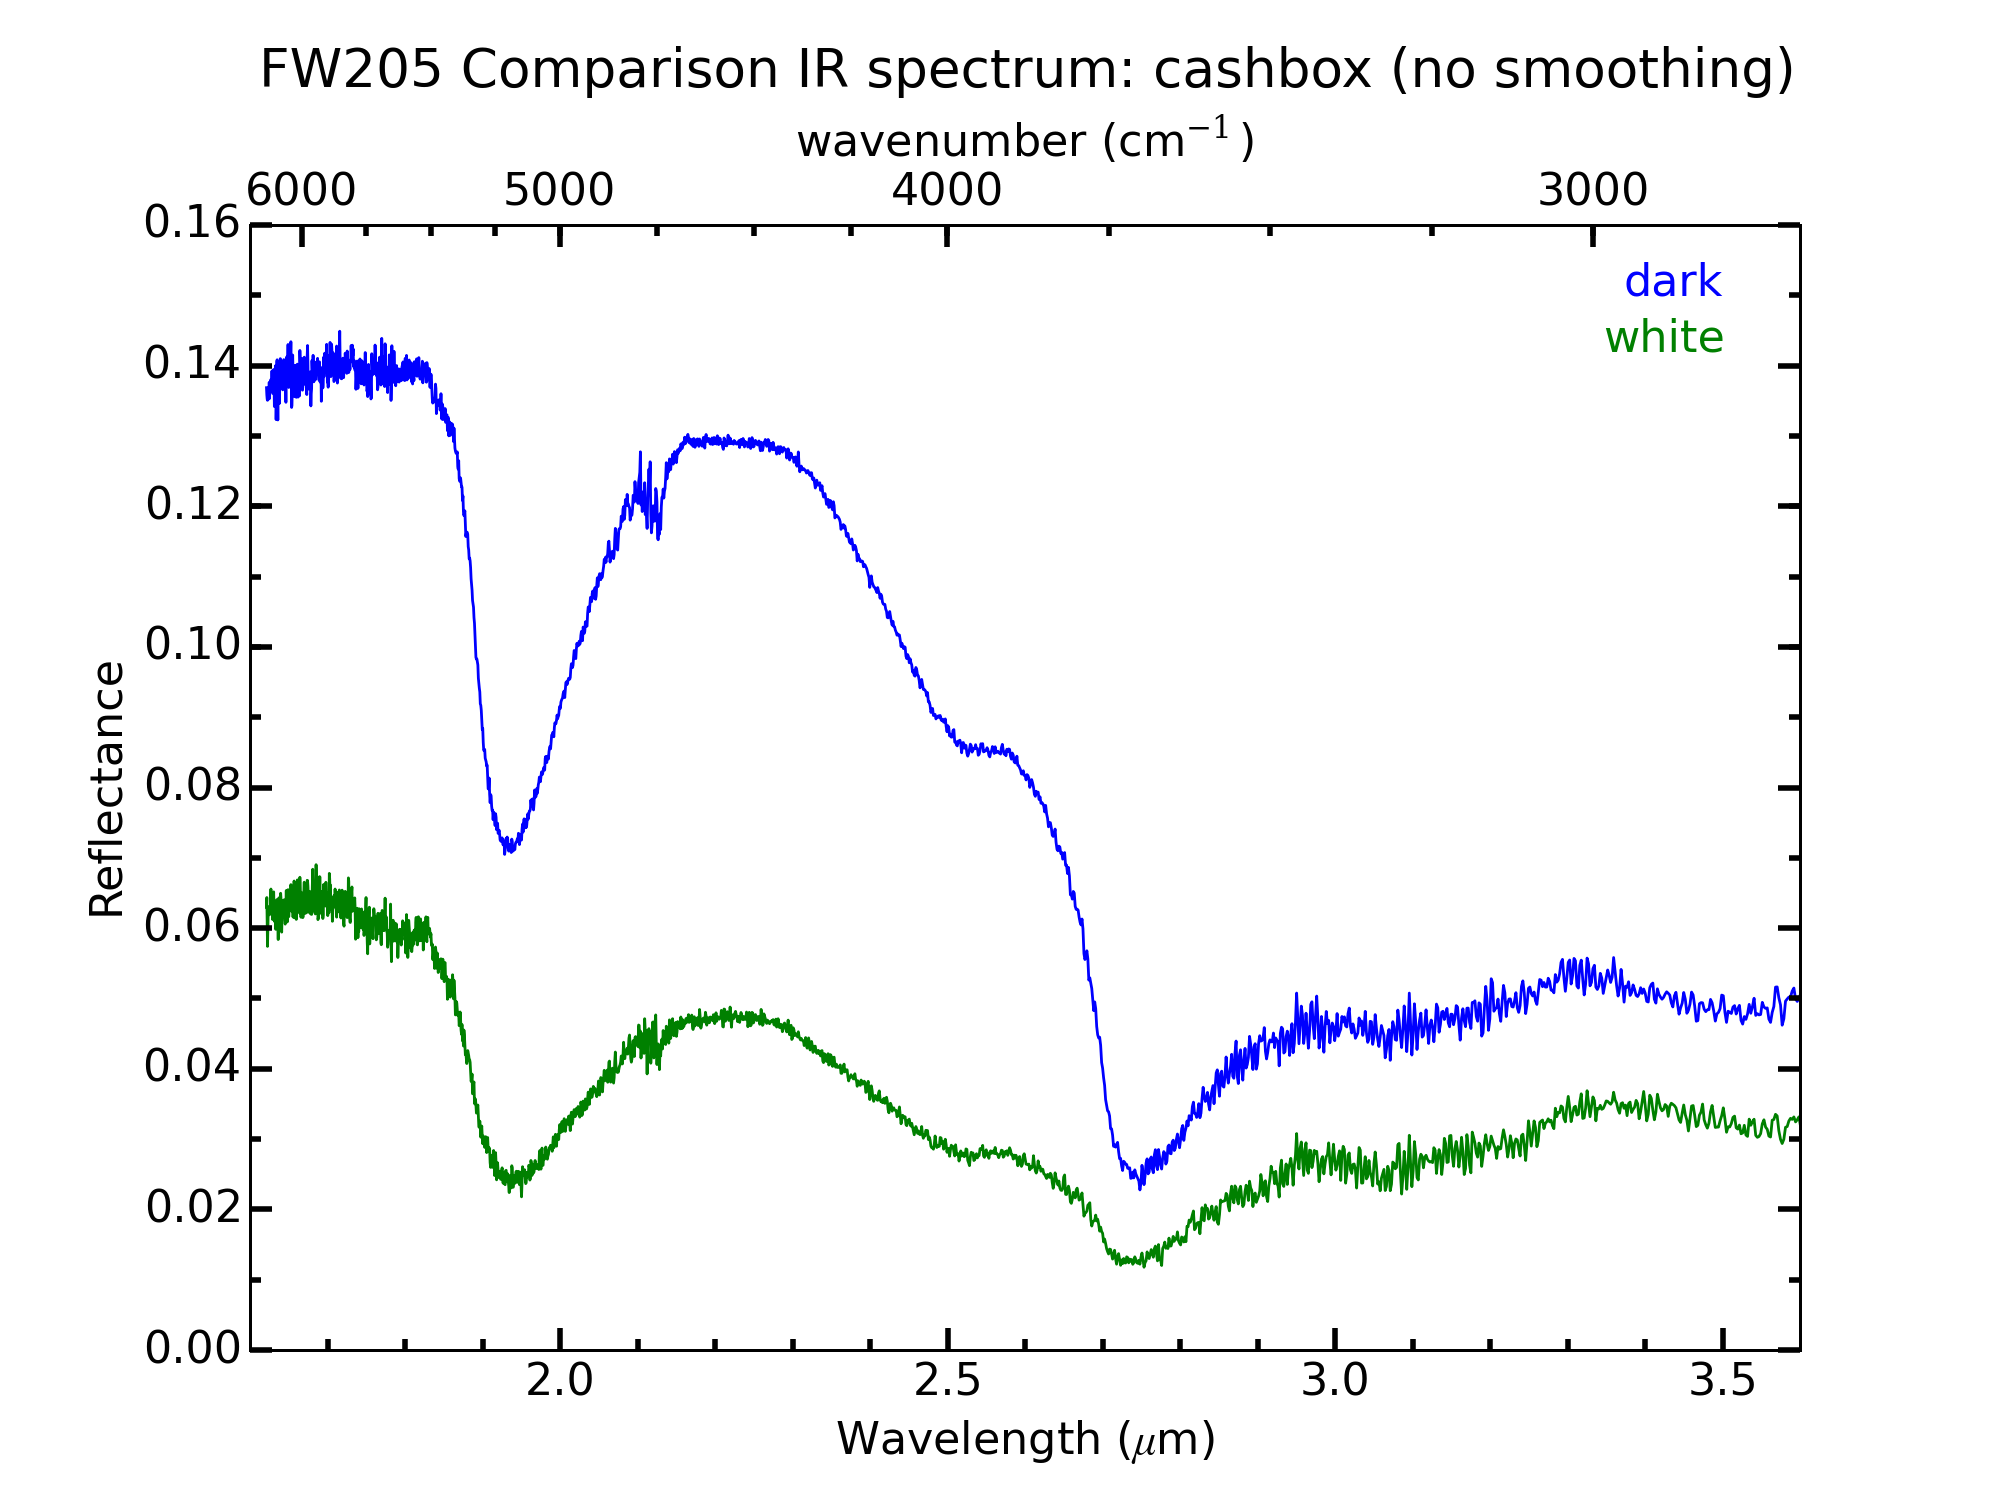 FW205 Comparison IR spectrum: cashbox (no smoothing)
wavenumber (cm⁻¹)
6000 5000 4000 3000
0.16
dark
white
0.14
0.12
0.10
0.08
0.06
0.04
0.02
0.00
Reflectance
2.0 2.5 3.0 3.5
Wavelength (μm)